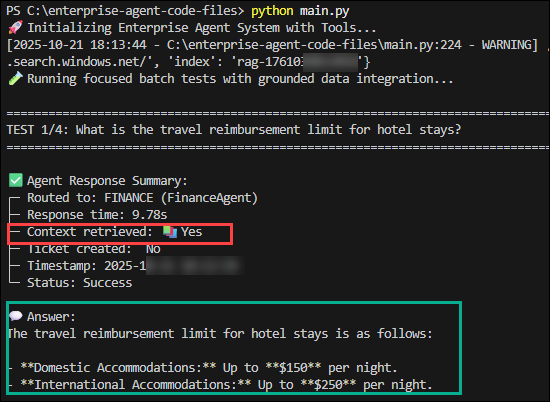 PS C:\enterprise-agent-code-files> python main.py
🚀 Initializing Enterprise Agent System with Tools...
[2025-10-21 18:13:44 - C:\enterprise-agent-code-files\main.py:224 - WARNING]
.search.windows.net/', 'index': 'rag-17610 '}
🧪 Running focused batch tests with grounded data integration...
================================================================================
TEST 1/4: What is the travel reimbursement limit for hotel stays?
================================================================================
✅ Agent Response Summary:
┌─ Routed to: FINANCE (FinanceAgent)
├─ Response time: 9.78s
├─ Context retrieved: 📚 Yes
├─ Ticket created:  No
├─ Timestamp: 2025-1
└─ Status: Success
💬 Answer:
The travel reimbursement limit for hotel stays is as follows:
- **Domestic Accommodations:** Up to **$150** per night.
- **International Accommodations:** Up to **$250** per night.